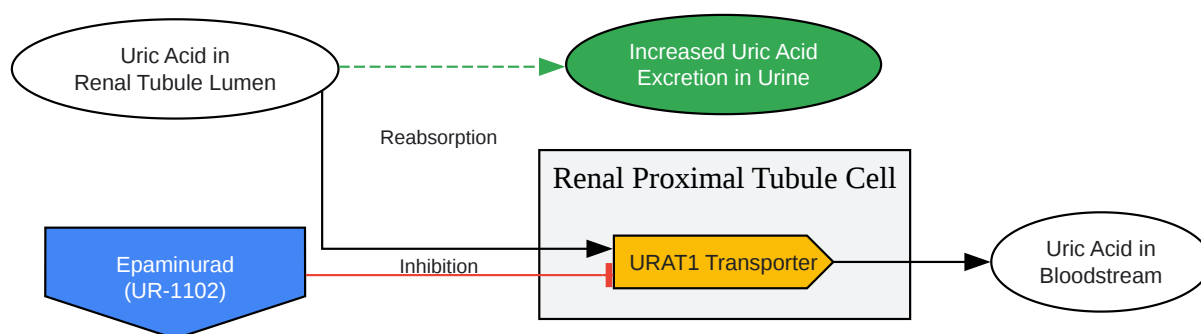 Uric Acid in
Renal Tubule Lumen
Increased Uric Acid
Excretion in Urine
Reabsorption
Renal Proximal Tubule Cell
Epaminurad
(UR-1102)
Inhibition
URAT1 Transporter
Uric Acid in
Bloodstream